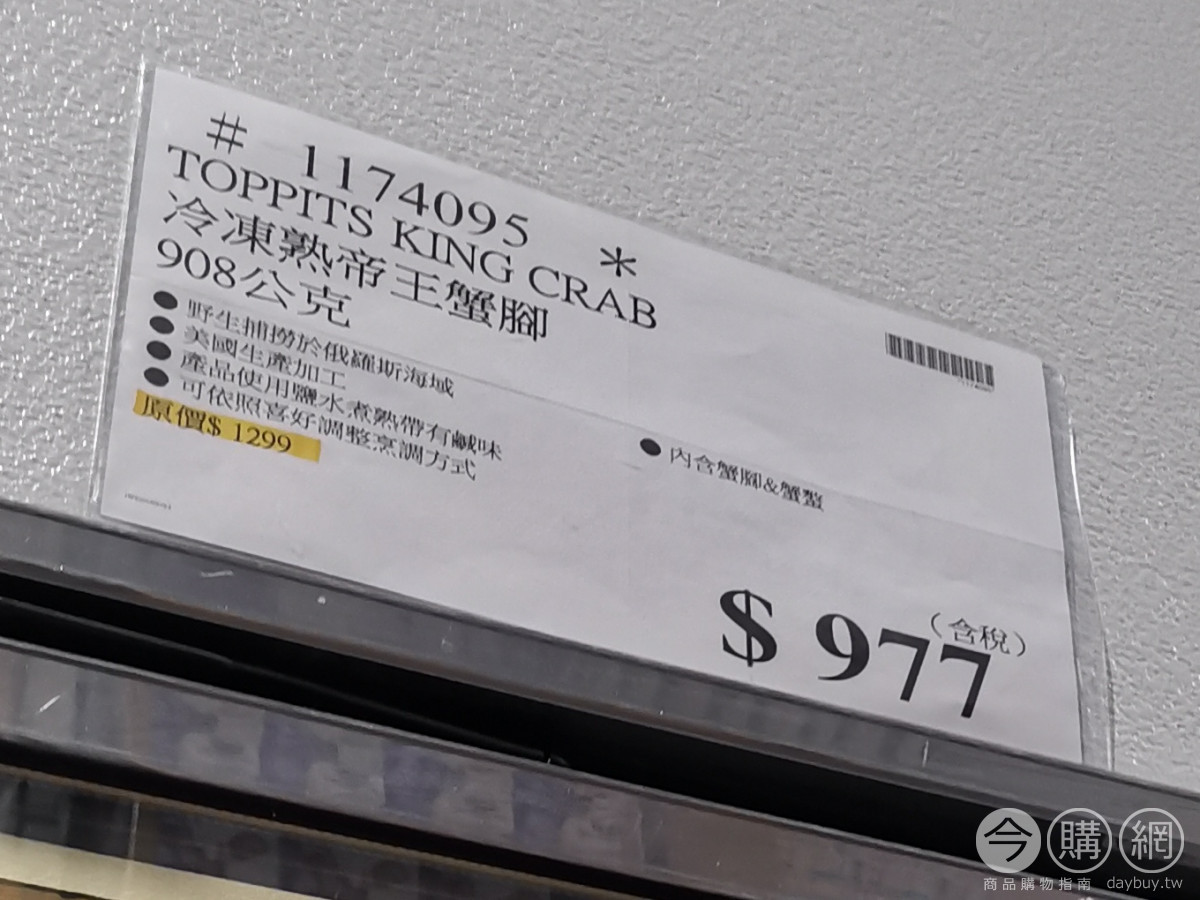 # 1174095 *
TOPPITS KING CRAB
冷凍熟帝王蟹腳
908公克
● 野生捕撈於俄羅斯海域
● 美國生產加工
● 產品使用鹽水煮熟帶有鹹味
● 可依照喜好調整烹調方式
原價$ 1299
● 內含蟹腳&蟹螯
(含稅)
$ 977
今購網
商品購物指南 daybuy.tw